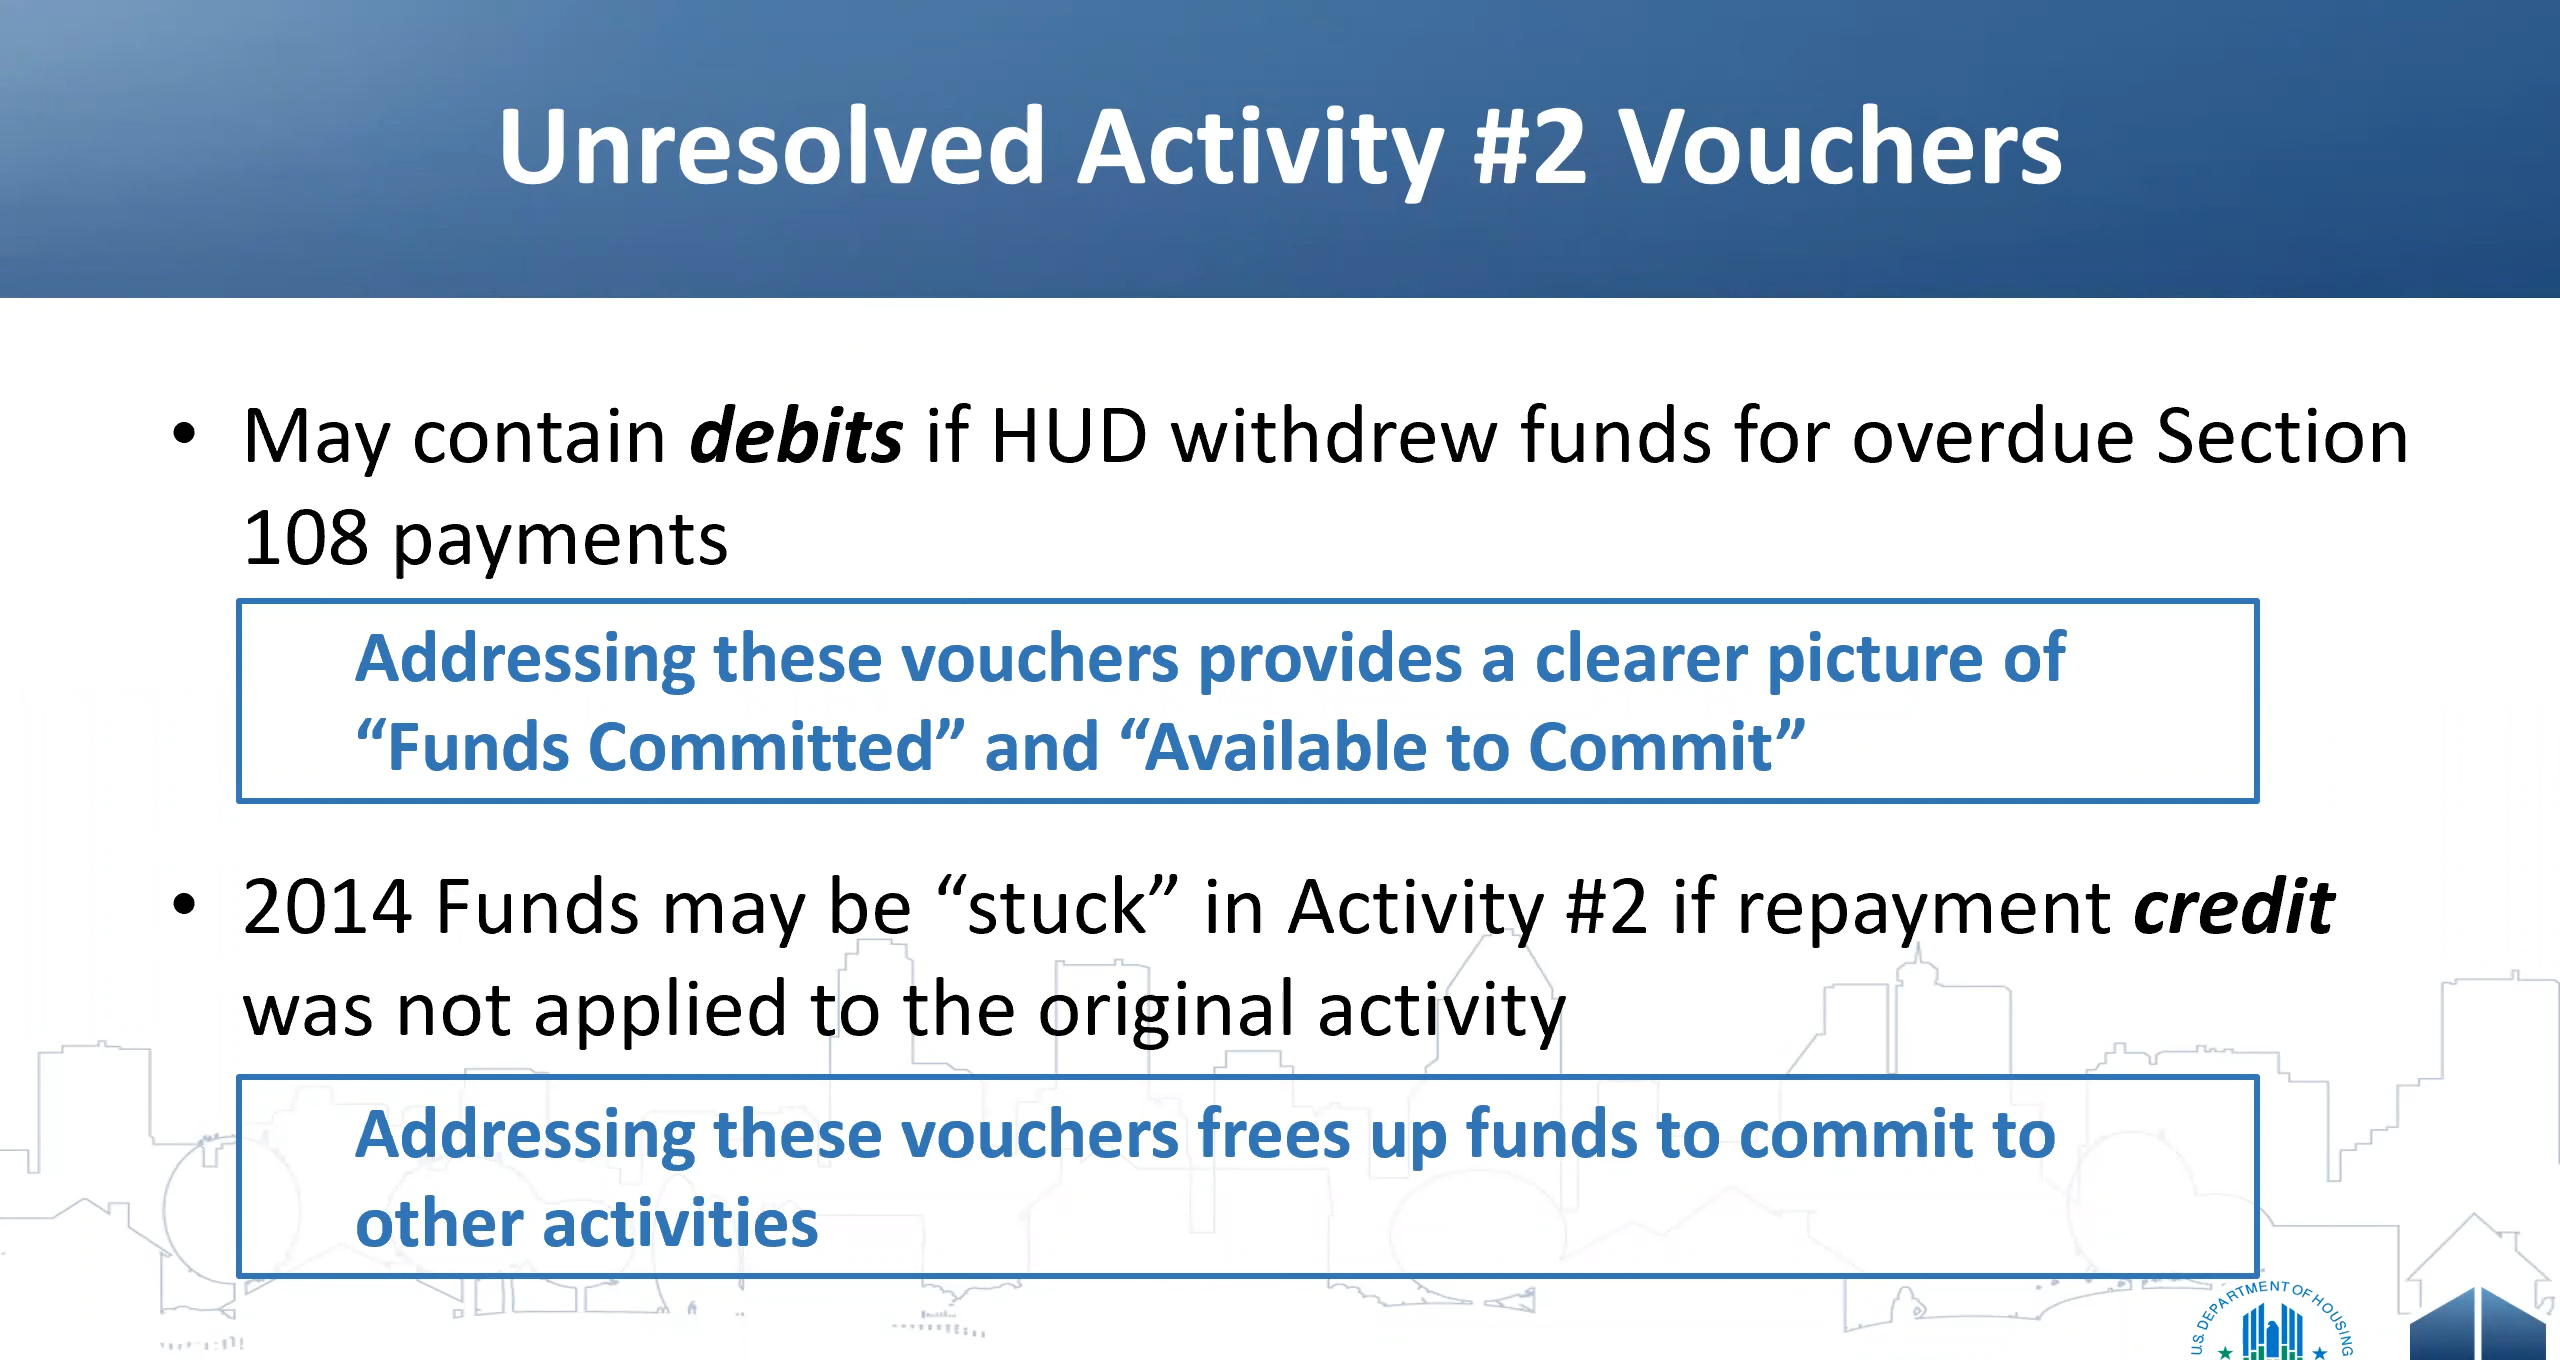 Unresolved Activity #2 Vouchers
• May contain debits if HUD withdrew funds for overdue Section
108 payments
Addressing these vouchers provides a clearer picture of
“Funds Committed” and “Available to Commit”
• 2014 Funds may be “stuck” in Activity #2 if repayment credit
was not applied to the original activity
Addressing these vouchers frees up funds to commit to
other activities
U.S. DEPARTMENT OF HOUSING